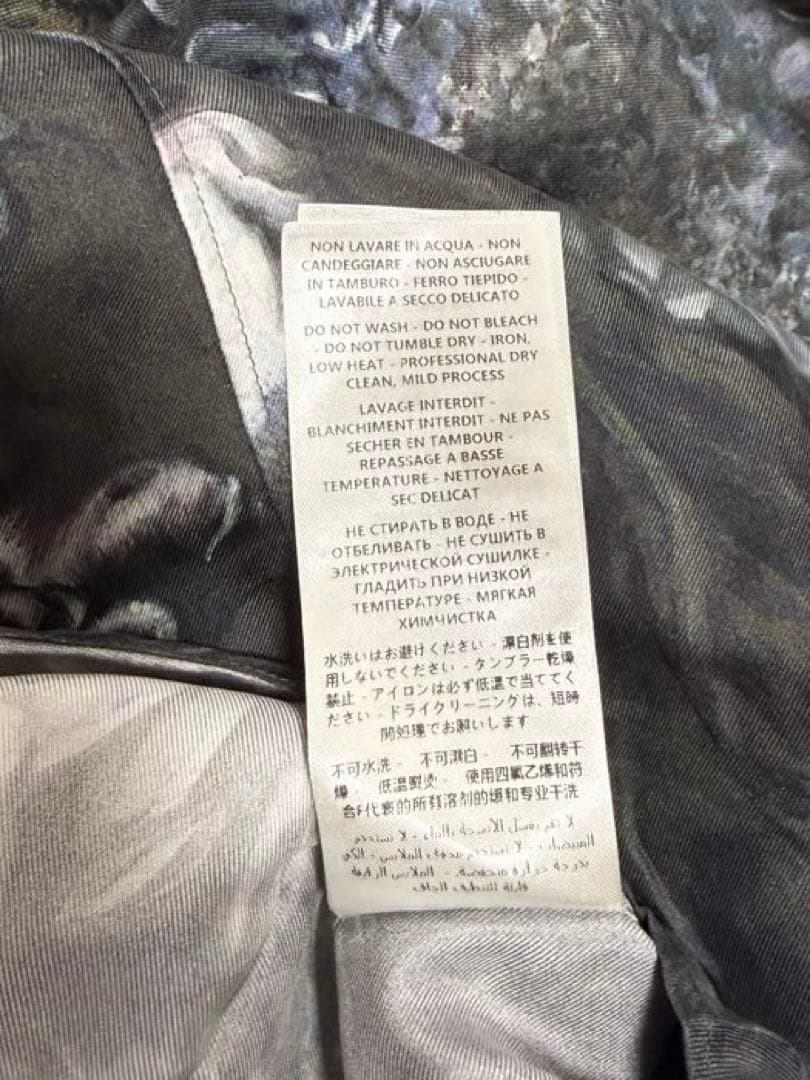 NON LAVARE IN ACQUA - NON
CANDEGGIARE - NON ASCIUGARE
IN TAMBURO - FERRO TIEPIDO -
LAVABILE A SECCO DELICATO
DO NOT WASH - DO NOT BLEACH
- DO NOT TUMBLE DRY - IRON,
LOW HEAT - PROFESSIONAL DRY
CLEAN, MILD PROCESS
LAVAGE INTERDIT -
BLANCHIMENT INTERDIT - NE PAS
SECHER EN TAMBOUR -
REPASSAGE A BASSE
TEMPERATURE - NETTOYAGE A
SEC DELICAT
НЕ СТИРАТЬ В ВОДЕ - НЕ
ОТБЕЛИВАТЬ - НЕ СУШИТЬ В
ЭЛЕКТРИЧЕСКОЙ СУШИЛКЕ -
ГЛАДИТЬ ПРИ НИЗКОЙ
ТЕМПЕРАТУРЕ - МЯГКАЯ
ХИМЧИСТКА
水洗いはお避けください - 漂白剤を使
用しないでください - タンブラー乾燥
禁止 - アイロンは必ず低温で当ててく
ださい - ドライクリーニングは、短時
間処理でお願いします
不可水洗 - 不可漂白 - 不可翻转干
燥 - 低温熨烫 - 使用四氯乙烯和符
合F代表的所有溶剂的缓和专业干洗